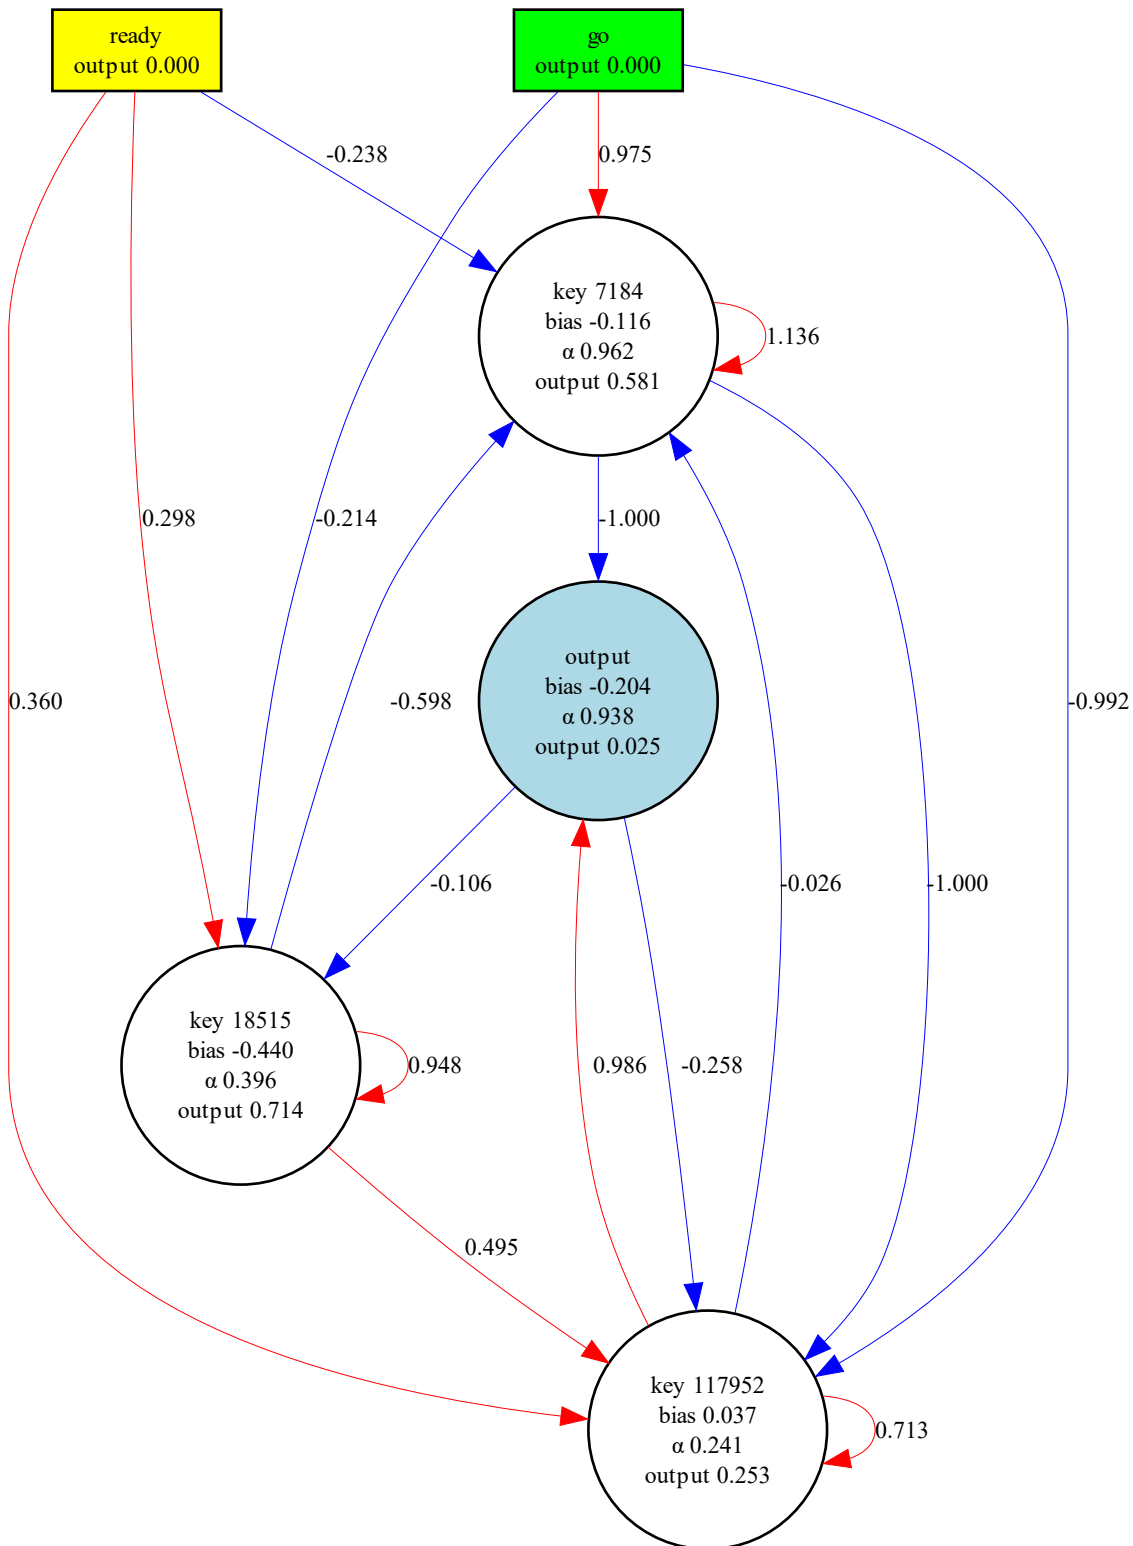 ready
output 0.000
go
output 0.000
-0.238
0.975
key 7184
bias -0.116
α 0.962
output 0.581
1.136
0.298
-0.214
-1.000
output
bias -0.204
α 0.938
output 0.025
0.360
-0.598
-0.992
-0.106
-0.026
-1.000
key 18515
bias -0.440
α 0.396
output 0.714
0.948
0.986
-0.258
0.495
key 117952
bias 0.037
α 0.241
output 0.253
0.713